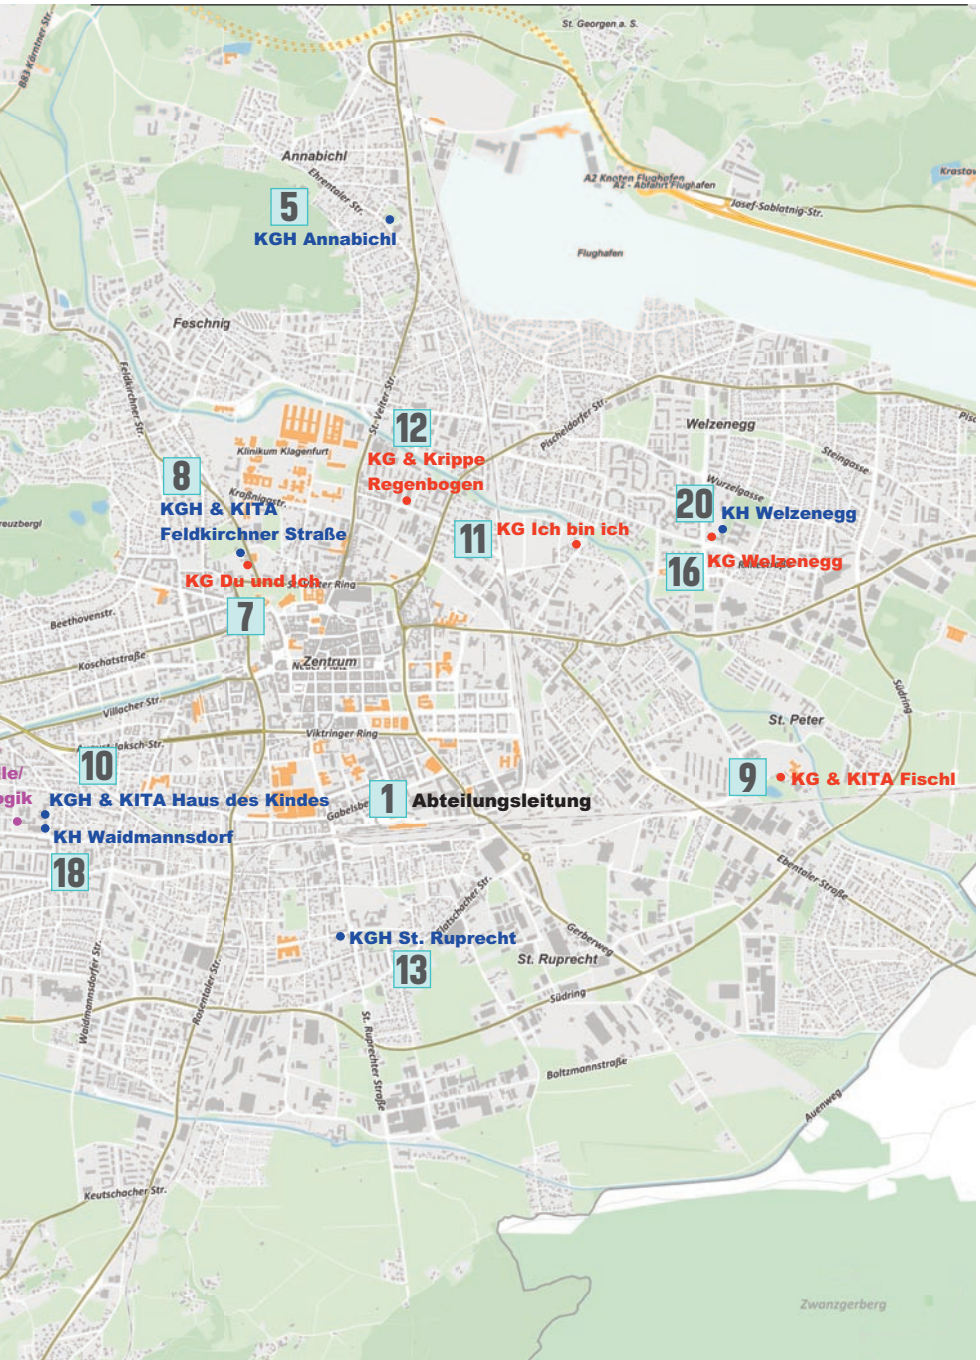 St. Georgen a. S.
B83 Kärntner Str.
Annabichl
Ehrentaler Str.
A2 Knoten Flughafen
A2 - Abfahrt Flughafen
Josef-Sablatnig-Str.
5
KGH Annabichl
Flughafen
Feschnig
Feldkirchner Str.
St. Veiter Str.
12
Pischeldorfer Str.
Welzenegg
Klinikum Klagenfurt
KG & Krippe
Regenbogen
Steingasse
8
Kraßnigstr.
Wurzelgasse
KGH & KITA
Feldkirchner Straße
20
KH Welzenegg
11
KG Ich bin ich
16
KG Welzenegg
KG Du und Ich
7
Beethovenstr.
Koschatstraße
Zentrum
Villacher Str.
Viktringer Ring
St. Peter
Südring
10
9
KG & KITA Fischl
KGH & KITA Haus des Kindes
1
Abteilungsleitung
KH Waidmannsdorf
18
Ebentaler Straße
Waidmannsdorfer Str.
Rosentaler Str.
KGH St. Ruprecht
13
Gerberweg
St. Ruprecht
Südring
St. Ruprechter Straße
Boltzmannstraße
Auenweg
Keutschacher Str.
Zwanzgerberg